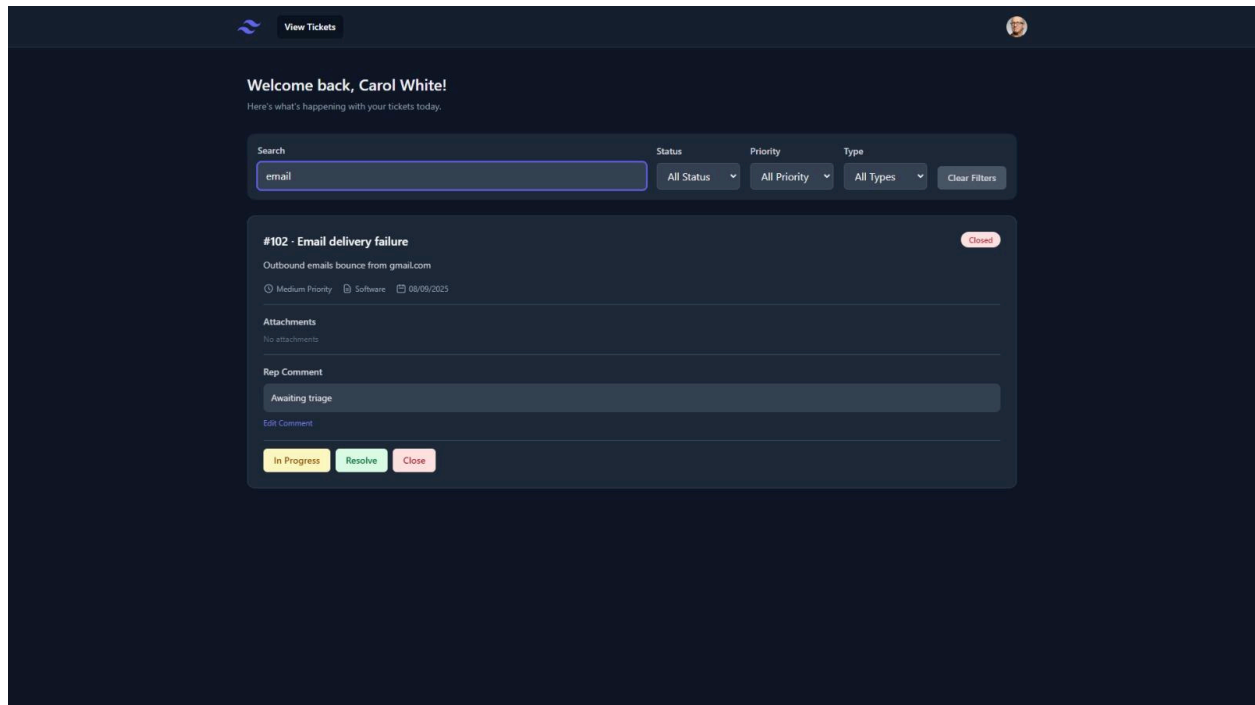 View Tickets
Welcome back, Carol White!
Here's what's happening with your tickets today.
Search
Status
Priority
Type
email
All Status
All Priority
All Types
Clear Filters
#102 · Email delivery failure
Closed
Outbound emails bounce from gmail.com
Medium Priority Software 08/09/2025
Attachments
No attachments
Rep Comment
Awaiting triage
Edit Comment
In Progress
Resolve
Close